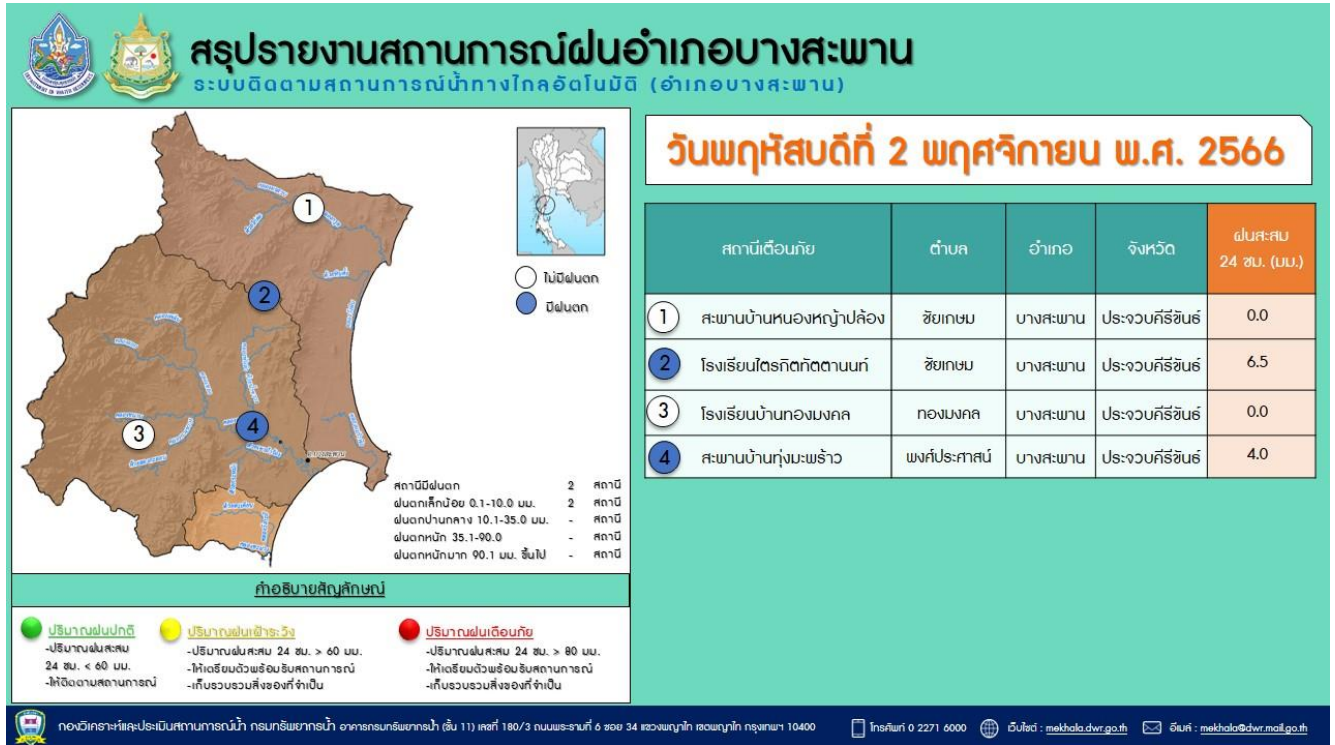 สรุปรายงานสถานการณ์ฝนอำเภอบางสะพาน
ระบบติดตามสถานการณ์น้ำทางไกลอัตโนมัติ (อำเภอบางสะพาน)
1
2
3
4
ไม่มีฝนตก
มีฝนตก
สถานีมีฝนตก 2 สถานี
ฝนตกเล็กน้อย 0.1-10.0 มม. 2 สถานี
ฝนตกปานกลาง 10.1-35.0 มม. - สถานี
ฝนตกหนัก 35.1-90.0 - สถานี
ฝนตกหนักมาก 90.1 มม. ขึ้นไป - สถานี
คำอธิบายสัญลักษณ์
ปริมาณฝนปกติ
-ปริมาณฝนสะสม
24 ชม. < 60 มม.
-ให้ติดตามสถานการณ์
ปริมาณฝนเฝ้าระวัง
-ปริมาณฝนสะสม 24 ชม. > 60 มม.
-ให้เตรียมตัวพร้อมรับสถานการณ์
-เก็บรวบรวมสิ่งของที่จำเป็น
ปริมาณฝนเตือนภัย
-ปริมาณฝนสะสม 24 ชม. > 80 มม.
-ให้เตรียมตัวพร้อมรับสถานการณ์
-เก็บรวบรวมสิ่งของที่จำเป็น
วันพฤหัสบดีที่ 2 พฤศจิกายน พ.ศ. 2566
สถานีเตือนภัย ตำบล อำเภอ จังหวัด ฝนสะสม
24 ชม. (มม.)
1 สะพานบ้านหนองหญ้าปล้อง ชัยเกษม บางสะพาน ประจวบคีรีขันธ์ 0.0
2 โรงเรียนไตรกิตทัตตานนท์ ชัยเกษม บางสะพาน ประจวบคีรีขันธ์ 6.5
3 โรงเรียนบ้านทองมงคล ทองมงคล บางสะพาน ประจวบคีรีขันธ์ 0.0
4 สะพานบ้านทุ่งมะพร้าว พงศ์ประศาสน์ บางสะพาน ประจวบคีรีขันธ์ 4.0
กองวิเคราะห์และประเมินสถานการณ์น้ำ กรมทรัพยากรน้ำ อาคารกรมทรัพยากรน้ำ (ชั้น 11) เลขที่ 180/3 ถนนพระรามที่ 6 ซอย 34 แขวงพญาไท เขตพญาไท กรุงเทพฯ 10400 โทรศัพท์ 0 2271 6000 เว็บไซต์ : mekhala.dwr.go.th อีเมล์ : mekhala@dwr.mail.go.th